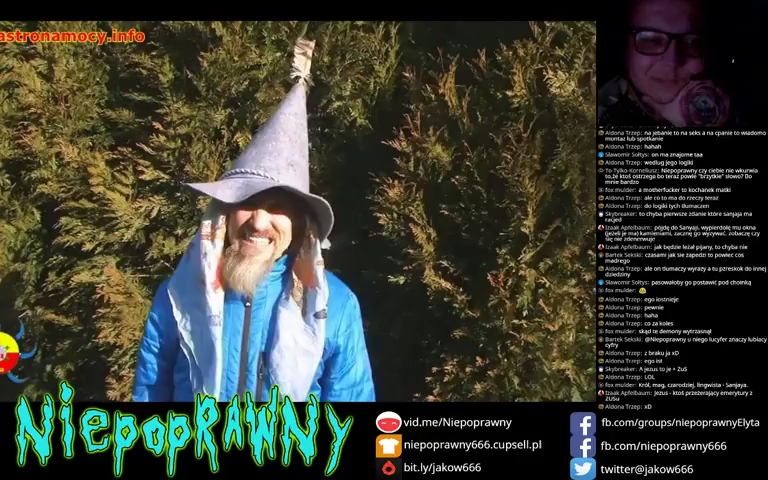 astronamocy.info
Aldona Trzep: na jebanie to na seks a na cpanie to wiadomo
montaż lub spotkanie
Aldona Trzep: hahah
Sławomir Sołtys: on ma znajome taa
Aldona Trzep: według jego logiki
To-Tylko-Korneliusz: Niepoprawny czy ciebie nie wkurwia
to,że ktoś ostrzega bo teraz powie "brzytkie" słowo? Do
mnie bardzo
fox mulder: a motherfucker to kochanek matki
Aldona Trzep: ale co to ma do rzeczy teraz
Aldona Trzep: do logiki tych tłumaczen
Skybreaker: to chyba pierwsze zdanie które sanjaja ma
racjed
Izaak Apfelbaum: pójdę do Sanyaji, wypierdolę mu okna
(jeżeli je ma) kamieniami, zacznę go wyzywać, zobaczę czy
się nie zdenerwuje
Izaak Apfelbaum: jak będzie leżał pijany, to chyba nie
Bartek Sekski: czasami jak sie zapedzi to powiec cos
madrego
Aldona Trzep: ale on tłumaczy wyrazy a tu pzreskok do innej
dziedziny
Sławomir Sołtys: pasowałoby go postawić pod choinką
fox mulder:
Aldona Trzep: ego iostnieje
Aldona Trzep: pewnie
Aldona Trzep: haha
Aldona Trzep: co za koles
fox mulder: skąd te demony wytrzasnął
Bartek Sekski: @Niepoprawny u niego lucyfer znaczy lubiacy
cyfry
Aldona Trzep: z braku ja xD
Aldona Trzep: ego ist
Skybreaker: A jezus to je + ZuS
Aldona Trzep: LOL
fox mulder: Król, mag, czarodziej, lingwista - Sanjaya.
Izaak Apfelbaum: Jezus - ktoś przeżerający emerytury z
ZUSu
Aldona Trzep: xD
NiepopRAWNY
vid.me/Niepoprawny
niepoprawny666.cupsell.pl
bit.ly/jakow666
fb.com/groups/niepoprawnyElyta
fb.com/niepoprawny666
twitter@jakow666